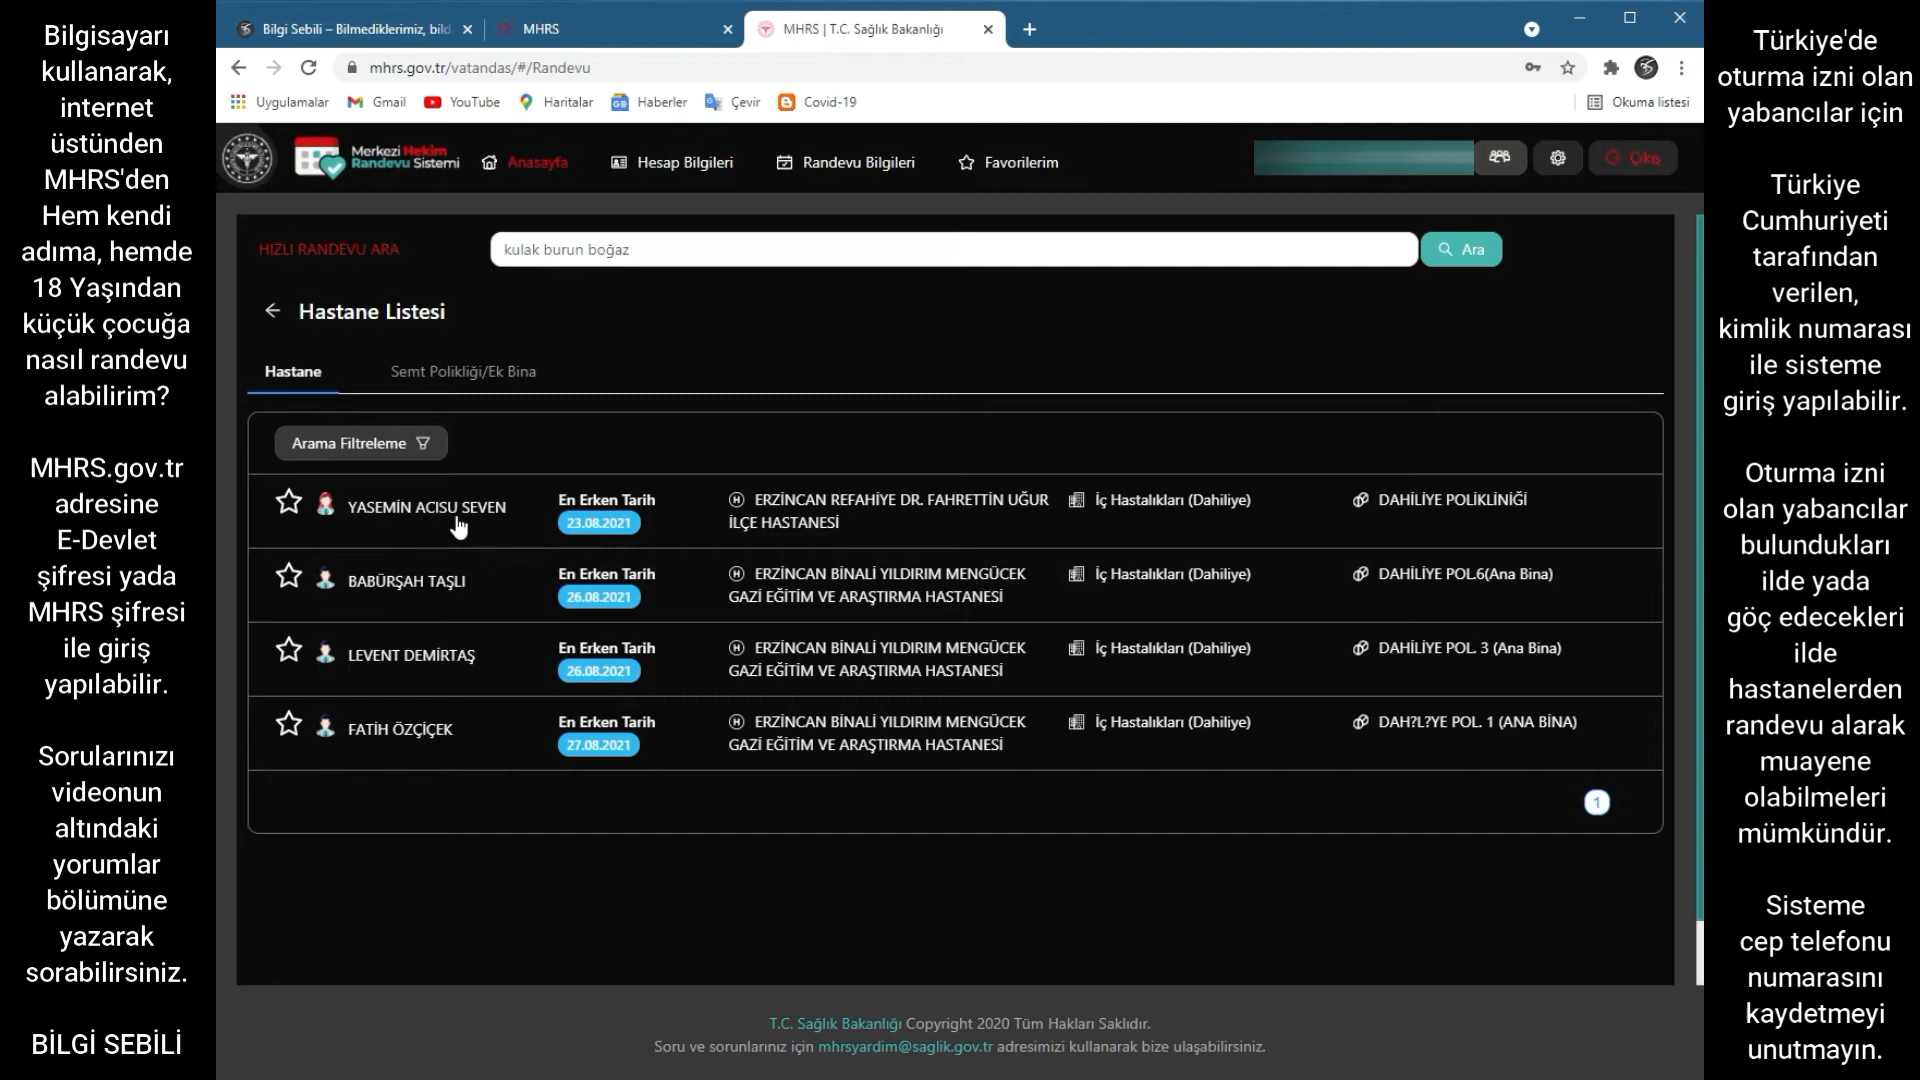 Bilgisayarı
kullanarak,
internet
üstünden
MHRS'den
Hem kendi
adıma, hemde
18 Yaşından
küçük çocuğa
nasıl randevu
alabilirim?
MHRS.gov.tr
adresine
E-Devlet
şifresi yada
MHRS şifresi
ile giriş
yapılabilir.
Sorularınızı
videonun
altındaki
yorumlar
bölümüne
yazarak
sorabilirsiniz.
BİLGİ SEBİLİ
Bilgi Sebili – Bilmediklerimiz, bild
MHRS
MHRS | T.C. Sağlık Bakanlığı
mhrs.gov.tr/vatandas/#/Randevu
Uygulamalar Gmail YouTube Haritalar Haberler Çevir Covid-19 Okuma listesi
Merkezi Hekim
Randevu Sistemi
Anasayfa Hesap Bilgileri Randevu Bilgileri Favorilerim Çıkış
HIZLI RANDEVU ARA kulak burun boğaz Ara
Hastane Listesi
Hastane Semt Polikliği/Ek Bina
Arama Filtreleme
YASEMİN ACISU SEVEN
En Erken Tarih
23.08.2021
ERZİNCAN REFAHİYE DR. FAHRETTİN UĞUR
İLÇE HASTANESİ
İç Hastalıkları (Dahiliye)
DAHİLİYE POLİKLİNİĞİ
BABÜRŞAH TAŞLI
En Erken Tarih
26.08.2021
ERZİNCAN BİNALİ YILDIRIM MENGÜCEK
GAZİ EĞİTİM VE ARAŞTIRMA HASTANESİ
İç Hastalıkları (Dahiliye)
DAHİLİYE POL.6(Ana Bina)
LEVENT DEMİRTAŞ
En Erken Tarih
26.08.2021
ERZİNCAN BİNALİ YILDIRIM MENGÜCEK
GAZİ EĞİTİM VE ARAŞTIRMA HASTANESİ
İç Hastalıkları (Dahiliye)
DAHİLİYE POL. 3 (Ana Bina)
FATİH ÖZÇİÇEK
En Erken Tarih
27.08.2021
ERZİNCAN BİNALİ YILDIRIM MENGÜCEK
GAZİ EĞİTİM VE ARAŞTIRMA HASTANESİ
İç Hastalıkları (Dahiliye)
DAH?L?YE POL. 1 (ANA BİNA)
1
T.C. Sağlık Bakanlığı Copyright 2020 Tüm Hakları Saklıdır.
Soru ve sorunlarınız için mhrsyardim@saglik.gov.tr adresimizi kullanarak bize ulaşabilirsiniz.
Türkiye'de
oturma izni olan
yabancılar için
Türkiye
Cumhuriyeti
tarafından
verilen,
kimlik numarası
ile sisteme
giriş yapılabilir.
Oturma izni
olan yabancılar
bulundukları
ilde yada
göç edecekleri
ilde
hastanelerden
randevu alarak
muayene
olabilmeleri
mümkündür.
Sisteme
cep telefonu
numarasını
kaydetmeyi
unutmayın.